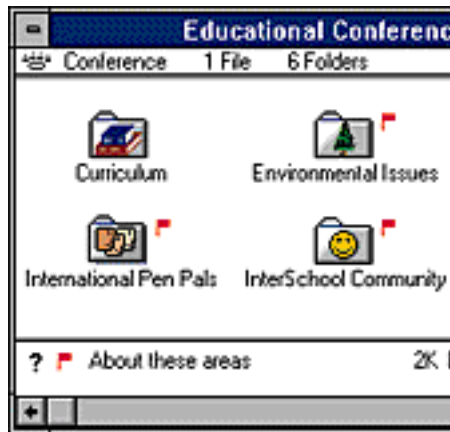 Educational Conferenc
Conference 1 File 6 Folders
Curriculum Environmental Issues
International Pen Pals InterSchool Community
? About these areas 2K